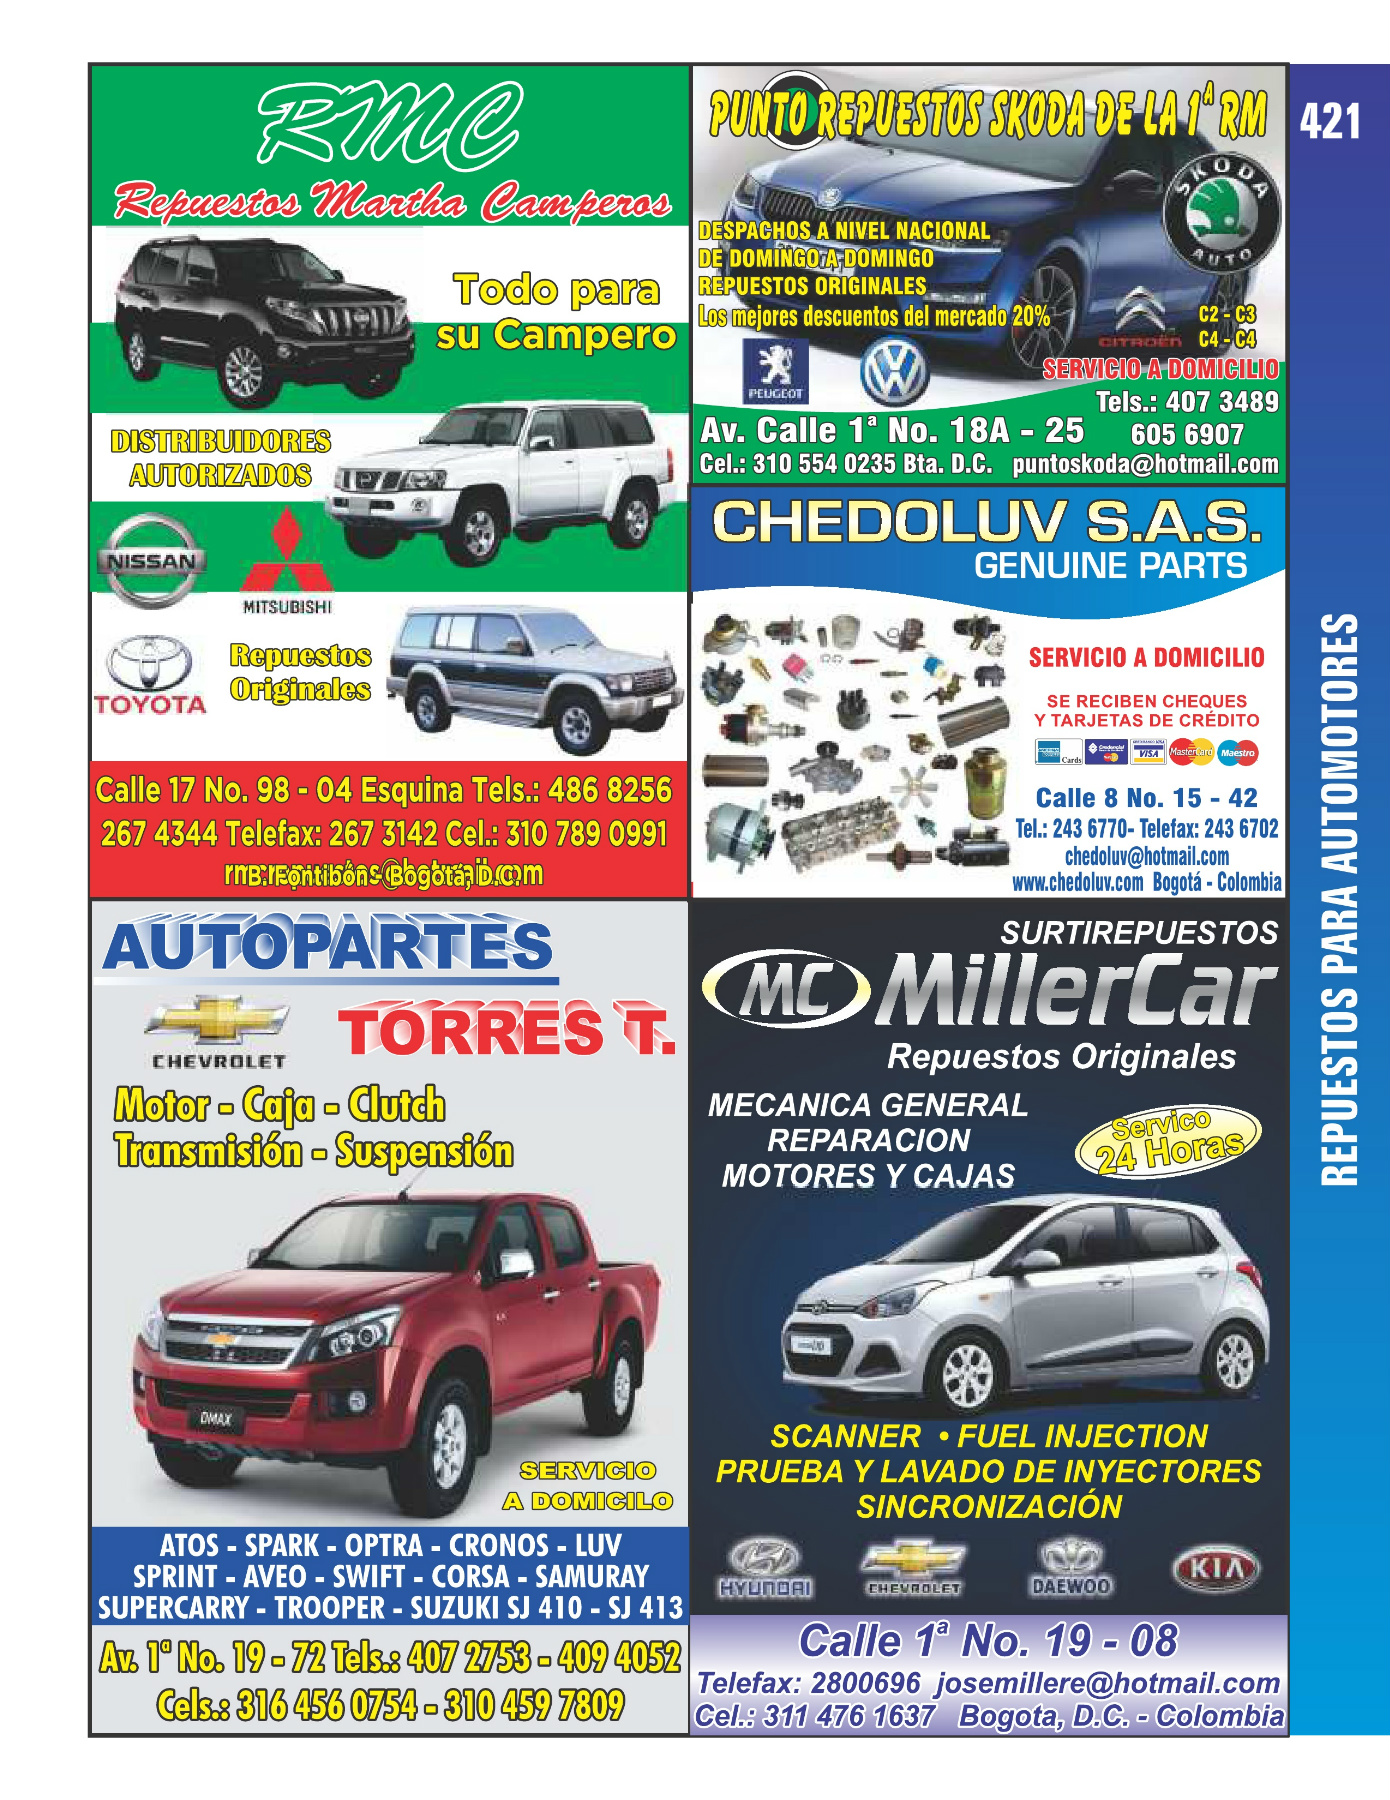 RMC
Repuestos Martha Camperos
Todo para
su Campero
DISTRIBUIDORES
AUTORIZADOS
NISSAN
MITSUBISHI
TOYOTA
Repuestos
Originales
Calle 17 No. 98 - 04 Esquina Tels.: 486 8256
267 4344 Telefax: 267 3142 Cel.: 310 789 0991
B. Fontibón - Bogotá, D.C.
PUNTO REPUESTOS SKODA DE LA 1ª RM
SKODA
AUTO
DESPACHOS A NIVEL NACIONAL
DE DOMINGO A DOMINGO
REPUESTOS ORIGINALES
Los mejores descuentos del mercado 20%
PEUGEOT
CITROËN
C2 - C3
C4 - C4
SERVICIO A DOMICILIO
Tels.: 407 3489
Av. Calle 1ª No. 18A - 25 605 6907
Cel.: 310 554 0235 Bta. D.C. puntoskoda@hotmail.com
CHEDOLUV S.A.S.
GENUINE PARTS
SERVICIO A DOMICILIO
SE RECIBEN CHEQUES
Y TARJETAS DE CRÉDITO
Cards Credencial VISA MasterCard Maestro
Calle 8 No. 15 - 42
Tel.: 243 6770- Telefax: 243 6702
chedoluv@hotmail.com
www.chedoluv.com Bogotá - Colombia
AUTOPARTES
TORRES T.
CHEVROLET
Motor - Caja - Clutch
Transmisión - Suspensión
DMAX
SERVICIO
A DOMICILO
ATOS - SPARK - OPTRA - CRONOS - LUV
SPRINT - AVEO - SWIFT - CORSA - SAMURAY
SUPERCARRY - TROOPER - SUZUKI SJ 410 - SJ 413
Av. 1ª No. 19 - 72 Tels.: 407 2753 - 409 4052
Cels.: 316 456 0754 - 310 459 7809
SURTIREPUESTOS
MC MillerCar
Repuestos Originales
MECANICA GENERAL
REPARACION
MOTORES Y CAJAS
Servico
24 Horas
SCANNER • FUEL INJECTION
PRUEBA Y LAVADO DE INYECTORES
SINCRONIZACIÓN
HYUNDAI CHEVROLET DAEWOO KIA
Calle 1ª No. 19 - 08
Telefax: 2800696 josemillere@hotmail.com
Cel.: 311 476 1637 Bogota, D.C. - Colombia
421
REPUESTOS PARA AUTOMOTORES